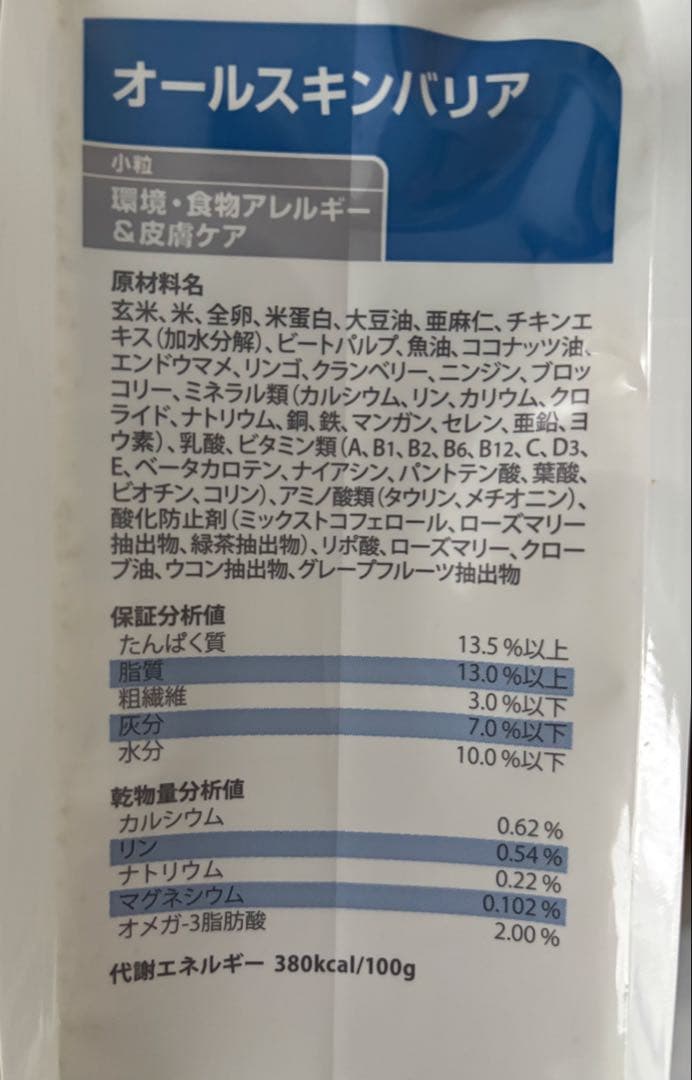 オールスキンバリア
小粒
環境・食物アレルギー
&皮膚ケア
原材料名
玄米、米、全卵、米蛋白、大豆油、亜麻仁、チキンエ
キス(加水分解)、ビートパルプ、魚油、ココナッツ油、
エンドウマメ、リンゴ、クランベリー、ニンジン、ブロッ
コリー、ミネラル類(カルシウム、リン、カリウム、クロ
ライド、ナトリウム、銅、鉄、マンガン、セレン、亜鉛、ヨ
ウ素)、乳酸、ビタミン類(A、B1、B2、B6、B12、C、D3、
E、ベータカロテン、ナイアシン、パントテン酸、葉酸、
ビオチン、コリン)、アミノ酸類(タウリン、メチオニン)、
酸化防止剤(ミックストコフェロール、ローズマリー
抽出物、緑茶抽出物)、リポ酸、ローズマリー、クロー
ブ油、ウコン抽出物、グレープフルーツ抽出物
保証分析値
たんぱく質 13.5%以上
脂質 13.0%以上
粗繊維 3.0%以下
灰分 7.0%以下
水分 10.0%以下
乾物量分析値
カルシウム 0.62%
リン 0.54%
ナトリウム 0.22%
マグネシウム 0.102%
オメガ-3脂肪酸 2.00%
代謝エネルギー 380kcal/100g